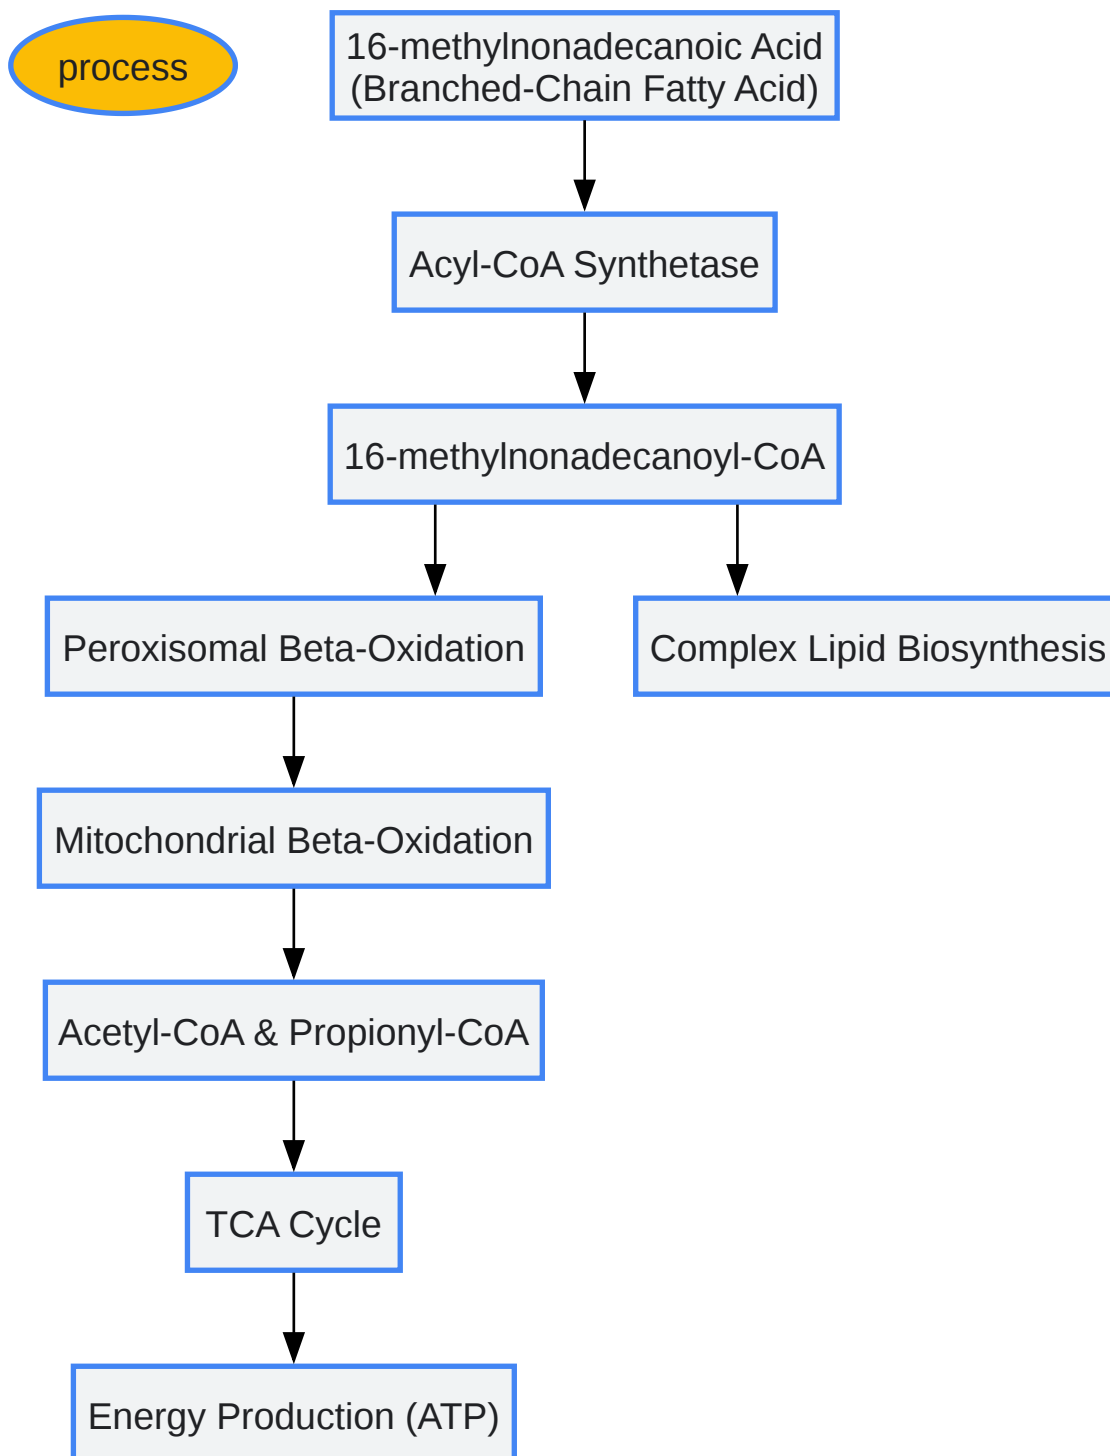 process
16-methylnonadecanoic Acid
(Branched-Chain Fatty Acid)
Acyl-CoA Synthetase
16-methylnonadecanoyl-CoA
Peroxisomal Beta-Oxidation
Complex Lipid Biosynthesis
Mitochondrial Beta-Oxidation
Acetyl-CoA & Propionyl-CoA
TCA Cycle
Energy Production (ATP)